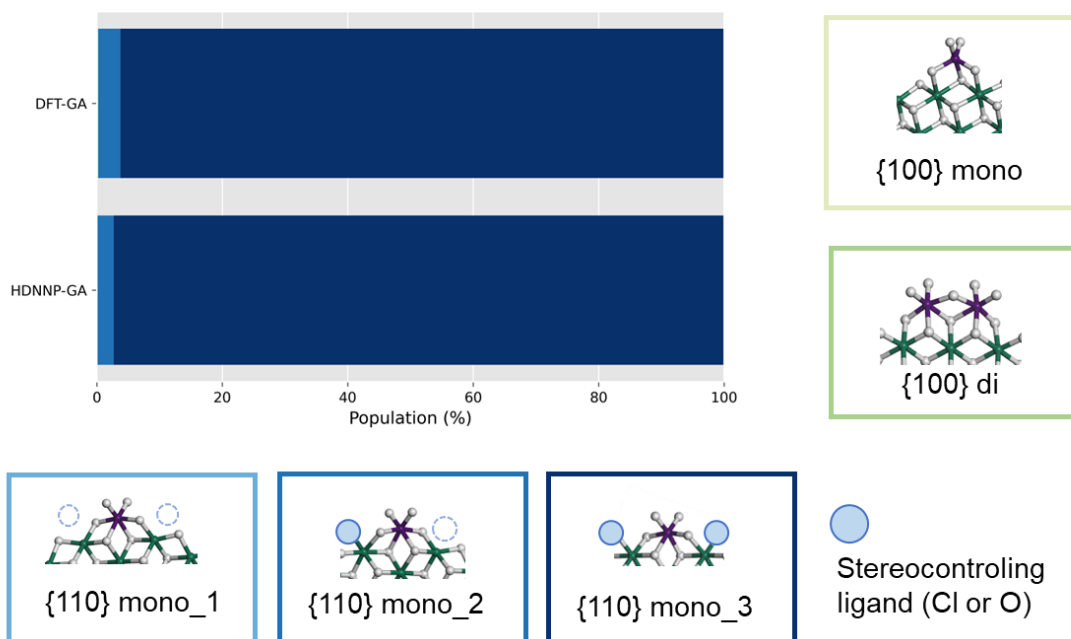 DFT-GA
HDNNP-GA
0 20 40 60 80 100
Population (%)
{100} mono
{100} di
{110} mono_1
{110} mono_2
{110} mono_3
Stereocontroling
ligand (Cl or O)